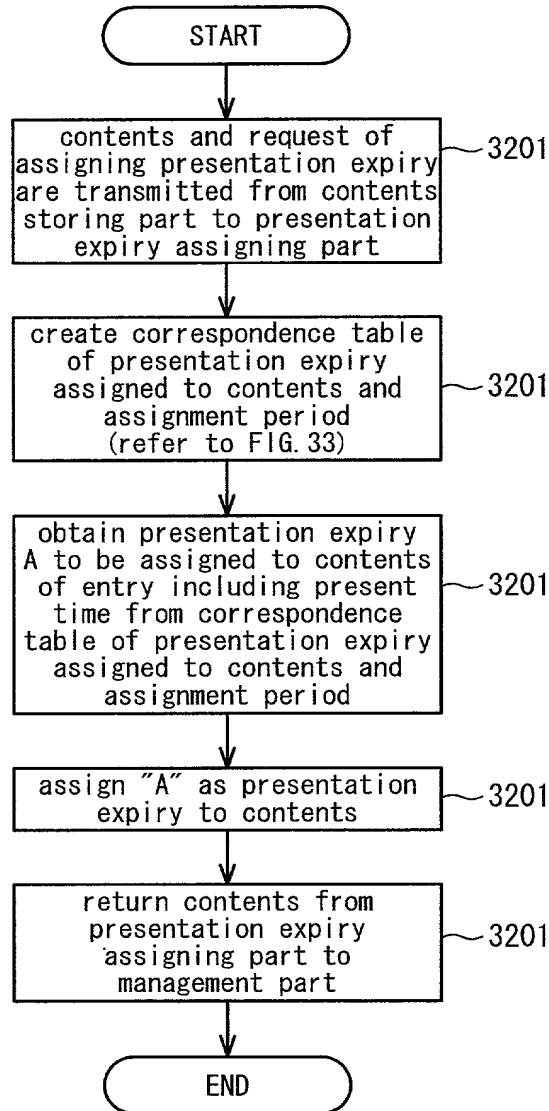 START
contents and request of
assigning presentation expiry
are transmitted from contents
storing part to presentation
expiry assigning part
3201
create correspondence table
of presentation expiry
assigned to contents and
assignment period
(refer to FIG.33)
3201
obtain presentation expiry
A to be assigned to contents
of entry including present
time from correspondence
table of presentation expiry
assigned to contents and
assignment period
3201
assign "A" as presentation
expiry to contents
3201
return contents from
presentation expiry
assigning part to
management part
3201
END